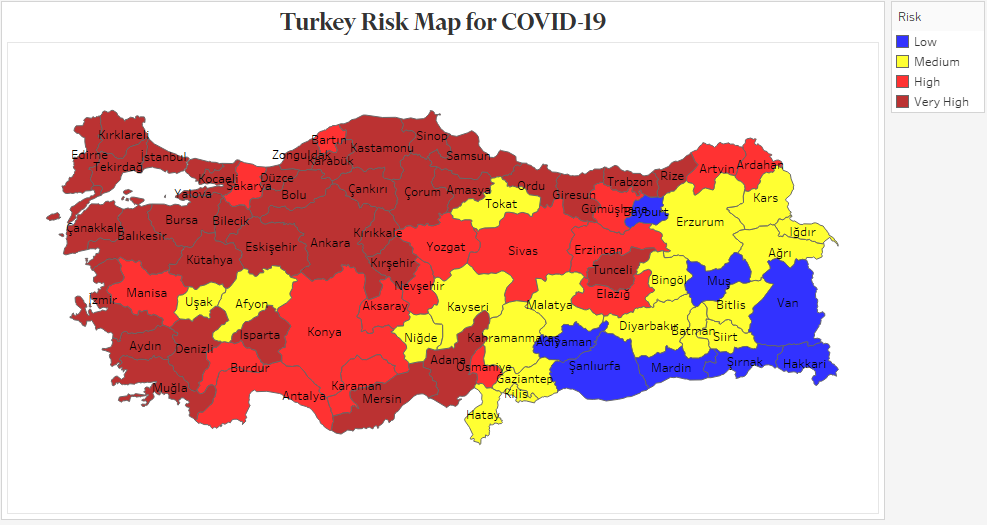 Turkey Risk Map for COVID-19
Risk
Low
Medium
High
Very High
Kırklareli
Edirne
Tekirdağ
İstanbul
Kocaeli
Yalova
Sakarya
Düzce
Zonguldak
Bartın
Karabük
Kastamonu
Sinop
Samsun
Bolu
Çankırı
Çorum
Amasya
Ordu
Tokat
Giresun
Trabzon
Rize
Artvin
Ardahan
Gümüşhane
Bayburt
Erzurum
Kars
Iğdır
Ağrı
Çanakkale
Balıkesir
Bursa
Bilecik
Eskişehir
Kütahya
Ankara
Kırıkkale
Kırşehir
Yozgat
Sivas
Erzincan
Tunceli
Elazığ
Bingöl
Muş
Bitlis
Van
İzmir
Manisa
Uşak
Afyon
Konya
Aksaray
Nevşehir
Kayseri
Malatya
Diyarbakır
Batman
Siirt
Aydın
Denizli
Isparta
Niğde
Kahramanmaraş
Adıyaman
Şanlıurfa
Mardin
Şırnak
Hakkari
Muğla
Burdur
Antalya
Karaman
Mersin
Adana
Osmaniye
Gaziantep
Kilis
Hatay